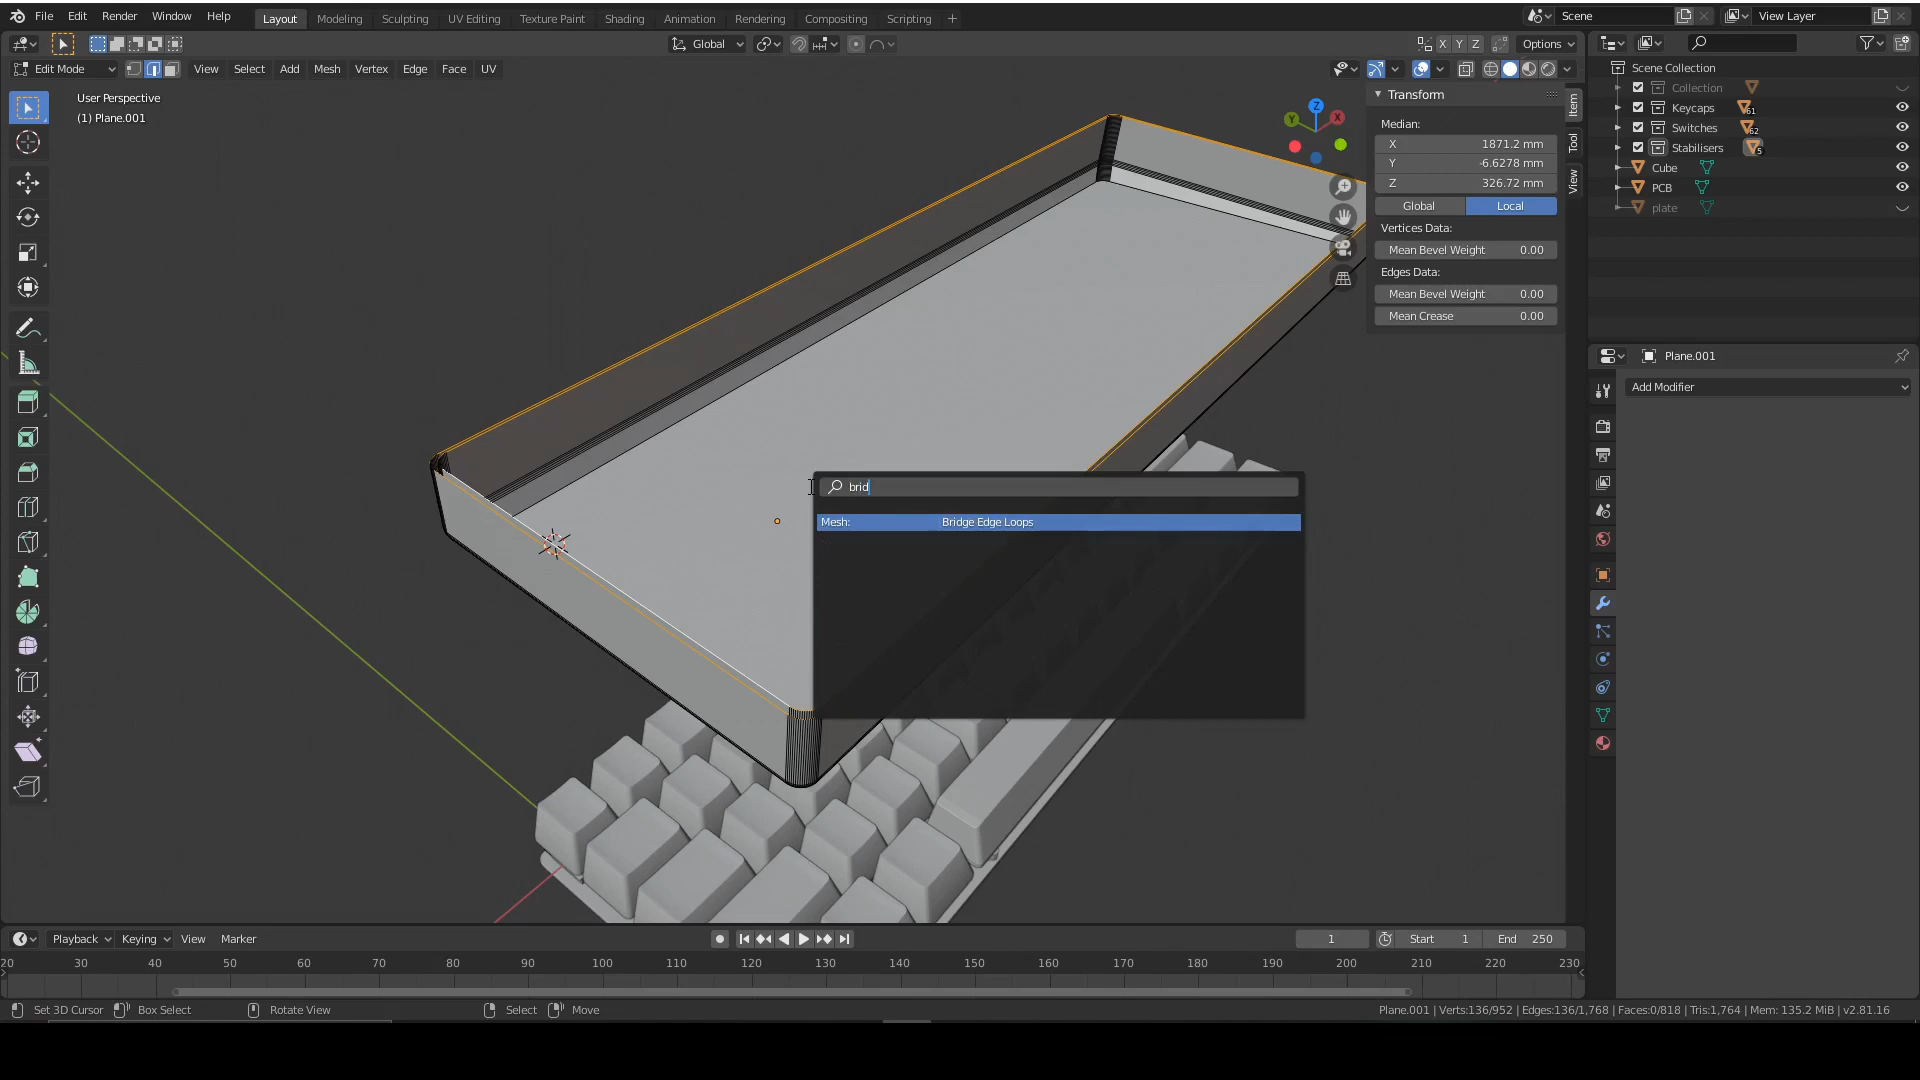 File Edit Render Window Help Layout Modeling Sculpting UV Editing Texture Paint Shading Animation Rendering Compositing Scripting + Scene View Layer
Global X Y Z Options
Edit Mode View Select Add Mesh Vertex Edge Face UV
User Perspective
(1) Plane.001
Z
Y
X
Transform
Median:
X 1871.2 mm
Y -6.6278 mm
Z 326.72 mm
Global Local
Vertices Data:
Mean Bevel Weight 0.00
Edges Data:
Mean Bevel Weight 0.00
Mean Crease 0.00
Item
Tool
View
Scene Collection
Collection
Keycaps 61
Switches 62
Stabilisers 5
Cube
PCB
plate
Plane.001
Add Modifier
brid
Mesh: Bridge Edge Loops
Playback Keying View Marker 1 Start 1 End 250
20 30 40 50 60 70 80 90 100 110 120 130 140 150 160 170 180 190 200 210 220 230
Set 3D Cursor Box Select Rotate View Select Move Plane.001 | Verts:136/952 | Edges:136/1,768 | Faces:0/818 | Tris:1,764 | Mem: 135.2 MiB | v2.81.16